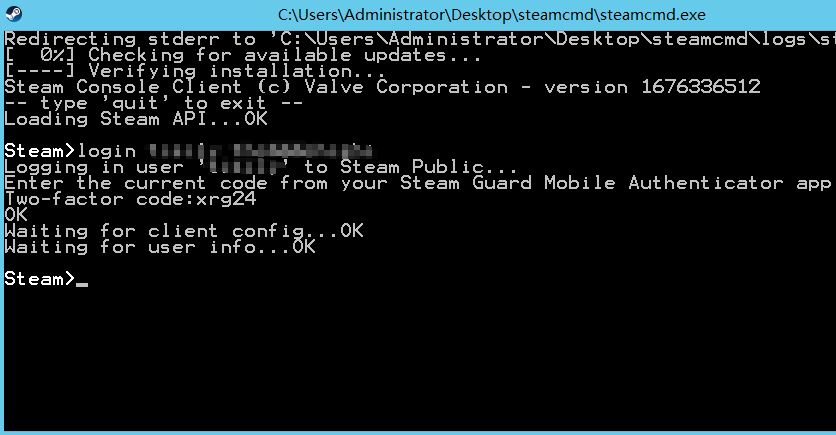 C:\Users\Administrator\Desktop\steamcmd\steamcmd.exe
Redirecting stderr to 'C:\Users\Administrator\Desktop\steamcmd\logs\st
[  0%] Checking for available updates...
[----] Verifying installation...
Steam Console Client (c) Valve Corporation - version 1676336512
-- type 'quit' to exit --
Loading Steam API...OK
Steam>login
Logging in user '' to Steam Public...
Enter the current code from your Steam Guard Mobile Authenticator app
Two-factor code:xrg24
OK
Waiting for client config...OK
Waiting for user info...OK
Steam>_